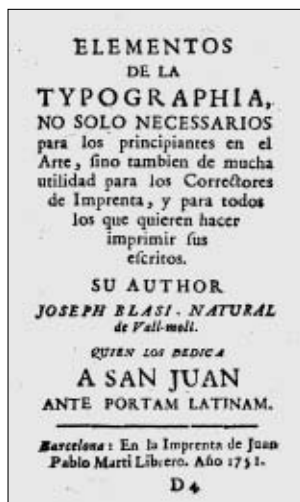 ELEMENTOS
DE LA
TYPOGRAPHIA,
NO SOLO NECESSARIOS
para los principiantes en el
Arte, ſino tambien de mucha
utilidad para los Correctores
de Imprenta, y para todos
los que quieren hacer
imprimir ſus
eſcritos.
SU AUTHOR
JOSEPH BLASI. NATURAL
de Vall-moll.
QUIEN LOS DEDICA
A SAN JUAN
ANTE PORTAM LATINAM.
Barcelona: En la Imprenta de Juan
Pablo Marti Librero. Año 1751.
D4